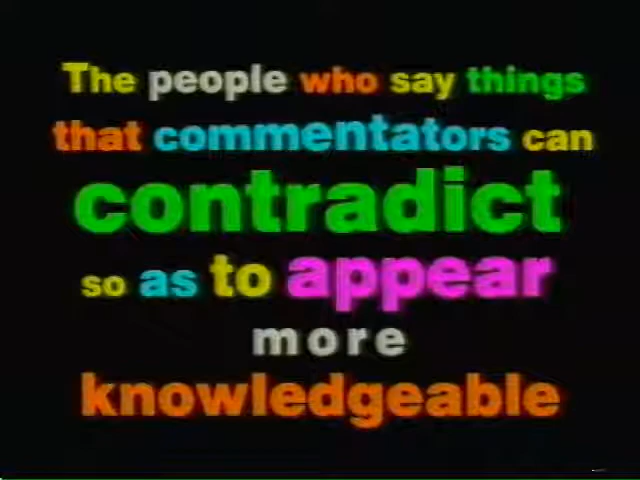 The people who say things
that commentators can
contradict
so as to appear
more
knowledgeable